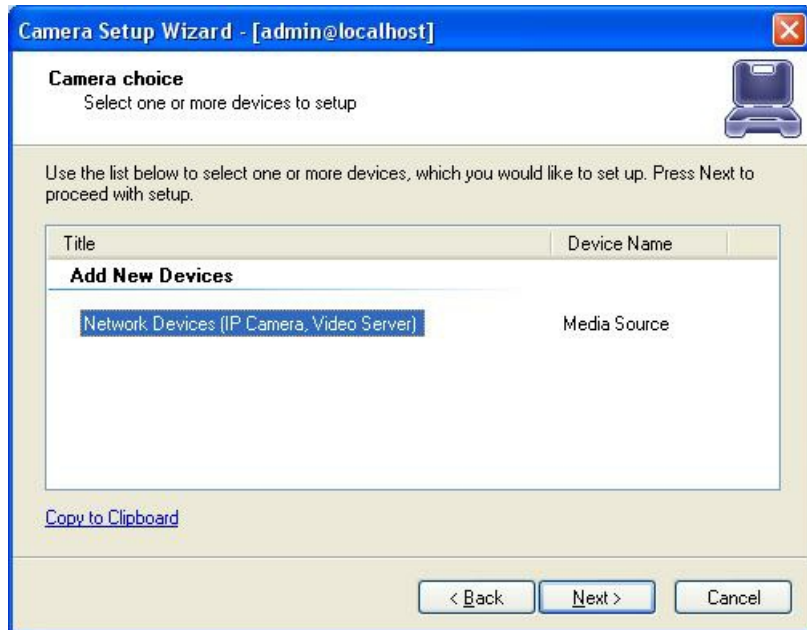 Camera Setup Wizard - [admin@localhost]
Camera choice
Select one or more devices to setup
Use the list below to select one or more devices, which you would like to set up. Press Next to
proceed with setup.
Title Device Name
Add New Devices
Network Devices (IP Camera, Video Server) Media Source
Copy to Clipboard
< Back Next > Cancel